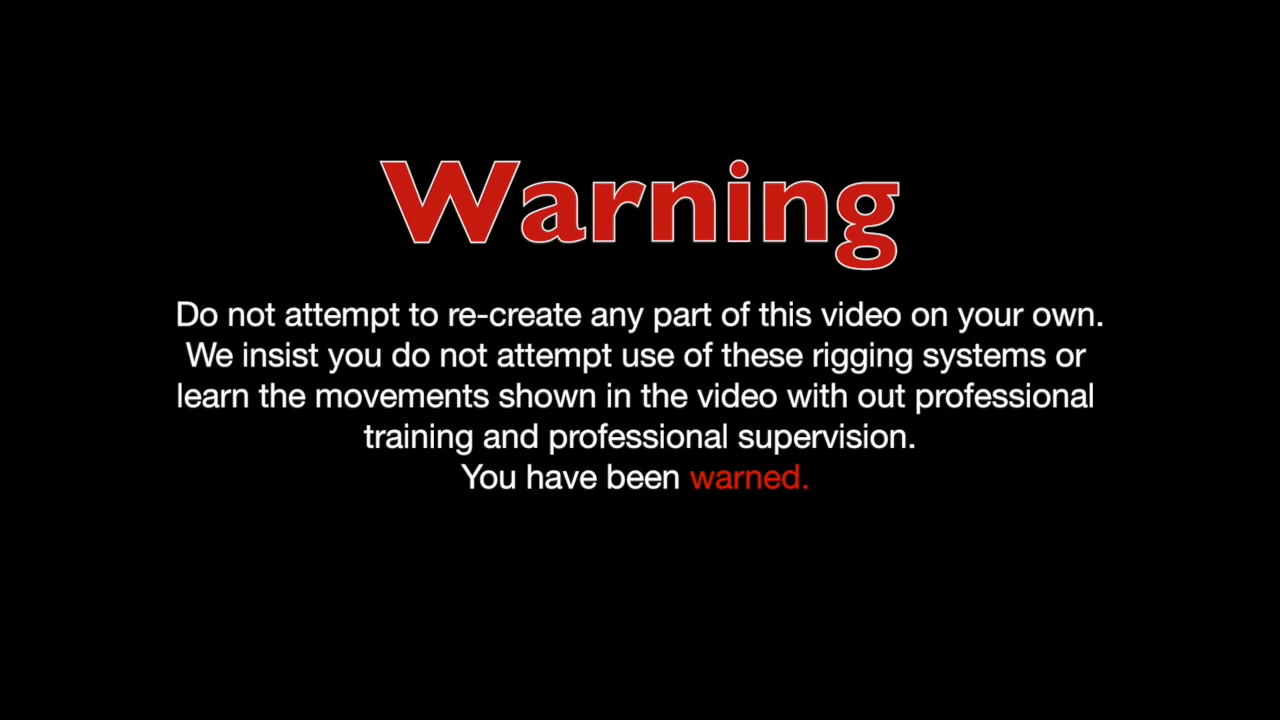 Warning
Do not attempt to re-create any part of this video on your own.
We insist you do not attempt use of these rigging systems or
learn the movements shown in the video with out professional
training and professional supervision.
You have been warned.